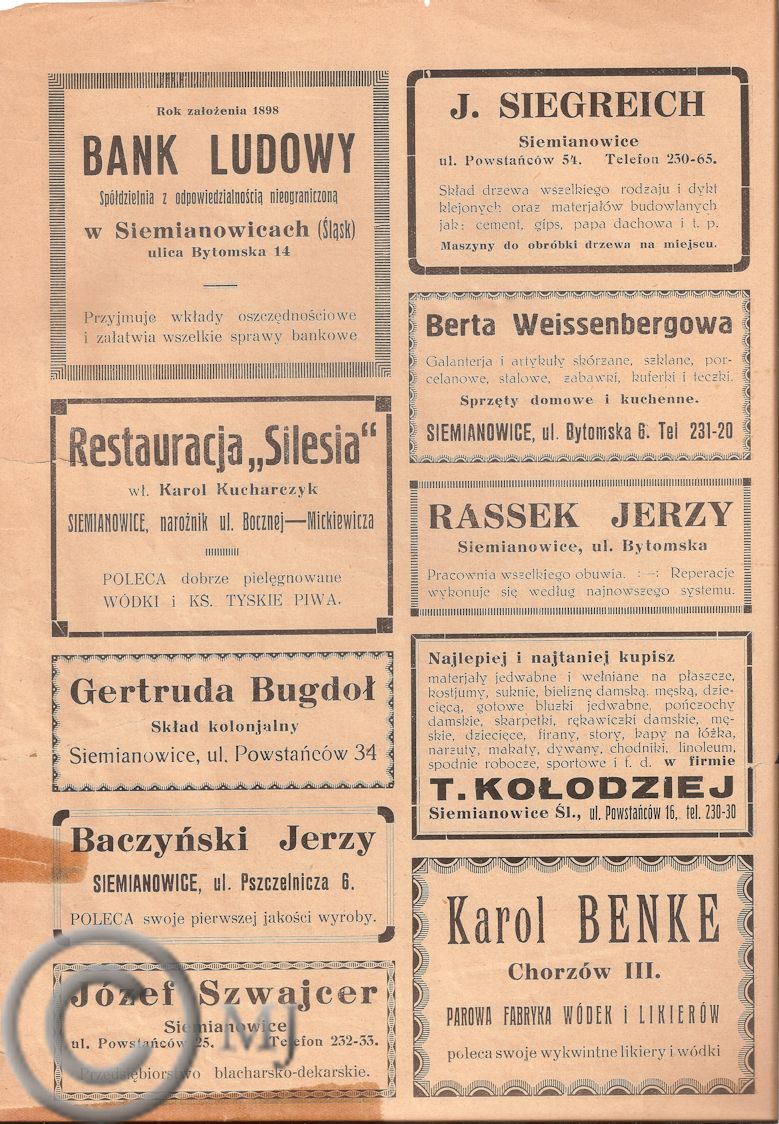 Rok założenia 1898
BANK LUDOWY
Spółdzielnia z odpowiedzialnością nieograniczoną
w Siemianowicach (Śląsk)
ulica Bytomska 14
Przyjmuje wkłady oszczędnościowe
i załatwia wszelkie sprawy bankowe
Restauracja „Silesia“
wł. Karol Kucharczyk
SIEMIANOWICE, narożnik ul. Bocznej—Mickiewicza
POLECA dobrze pielęgnowane
WÓDKI i KS. TYSKIE PIWA.
Gertruda Bugdoł
Skład kolonjalny
Siemianowice, ul. Powstańców 34
Baczyński Jerzy
SIEMIANOWICE, ul. Pszczelnicza 6.
POLECA swoje pierwszej jakości wyroby.
Józef Szwajcer
Siemianowice
ul. Powstańców 25. Telefon 232-33.
Przedsiębiorstwo blacharsko-dekarskie.
MJ
J. SIEGREICH
Siemianowice
ul. Powstańców 54. Telefon 230-65.
Skład drzewa wszelkiego rodzaju i dykt
klejonych oraz materjałów budowlanych
jak: cement, gips, papa dachowa i t. p.
Maszyny do obróbki drzewa na miejscu.
Berta Weissenbergowa
Galanterja i artykuły skórzane, szklane, por-
celanowe, stalowe, zabawki, kuferki i teczki.
Sprzęty domowe i kuchenne.
SIEMIANOWICE, ul. Bytomska 6. Tel 231-20
RASSEK JERZY
Siemianowice, ul. Bytomska
Pracownia wszelkiego obuwia. :—: Reperacje
wykonuje się według najnowszego systemu.
Najlepiej i najtaniej kupisz
materjały jedwabne i wełniane na płaszcze,
kostjumy, suknie, bieliznę damską, męską, dzie-
cięcą, gotowe bluzki jedwabne, pończochy
damskie, skarpetki, rękawiczki damskie, mę-
skie, dziecięce, firany, story, kapy na łóżka,
narzuty, makaty, dywany, chodniki, linoleum,
spodnie robocze, sportowe i t. d. w firmie
T. KOŁODZIEJ
Siemianowice Śl., ul. Powstańców 16, tel. 230-30
Karol BENKE
Chorzów III.
PAROWA FABRYKA WÓDEK i LIKIERÓW
poleca swoje wykwintne likiery i wódki